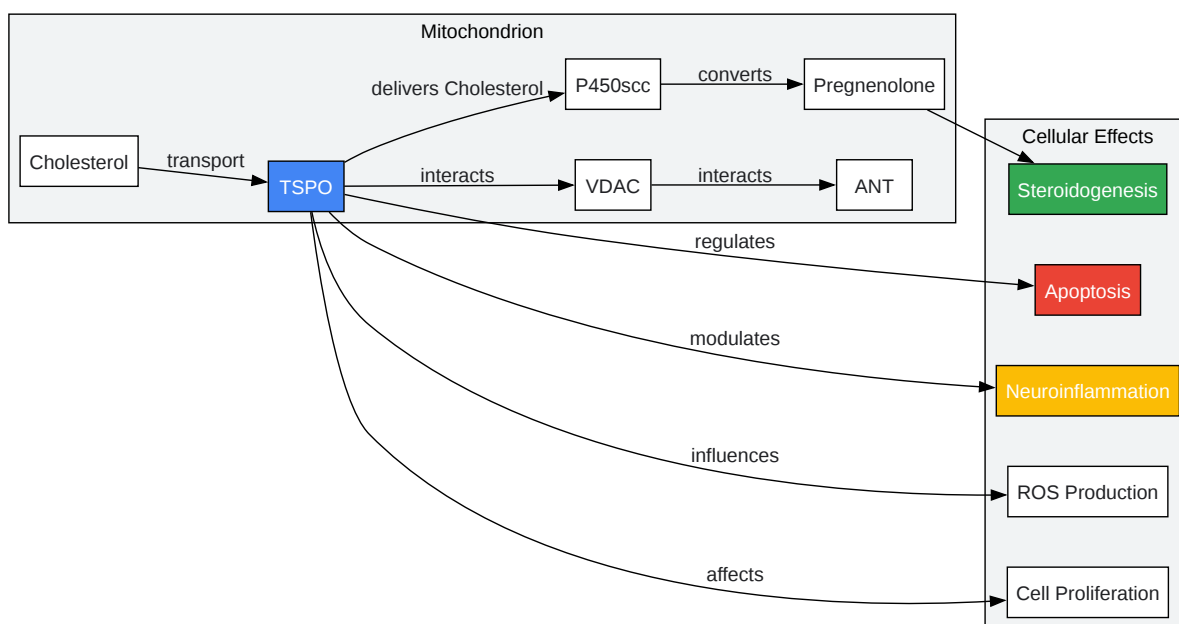 Mitochondrion
delivers Cholesterol
P450scc
converts
Pregnenolone
Cellular Effects
Cholesterol
transport
TSPO
interacts
VDAC
interacts
ANT
Steroidogenesis
regulates
Apoptosis
modulates
Neuroinflammation
influences
ROS Production
affects
Cell Proliferation